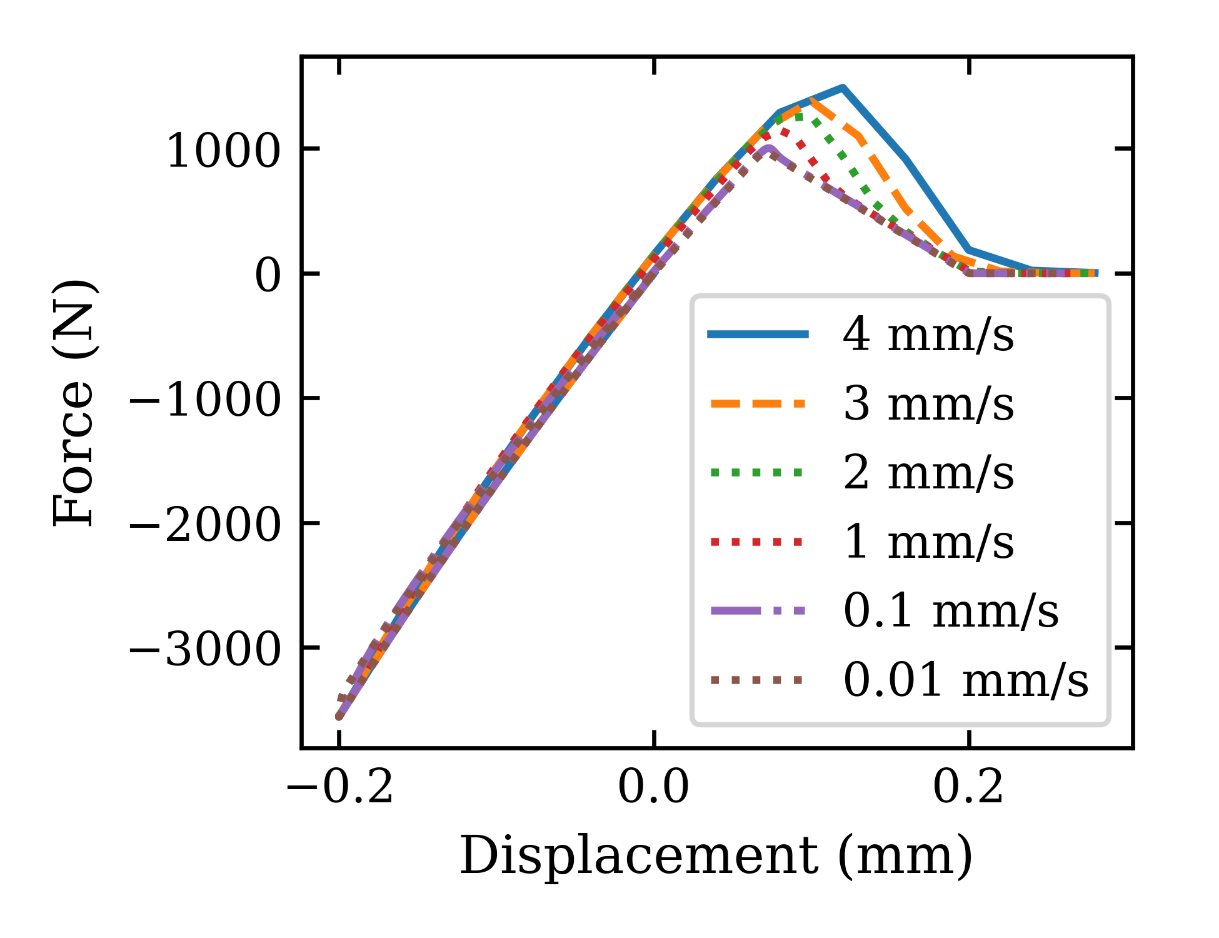 1000
0
−1000
−2000
−3000
Force (N)
4 mm/s
3 mm/s
2 mm/s
1 mm/s
0.1 mm/s
0.01 mm/s
−0.2
0.0
0.2
Displacement (mm)